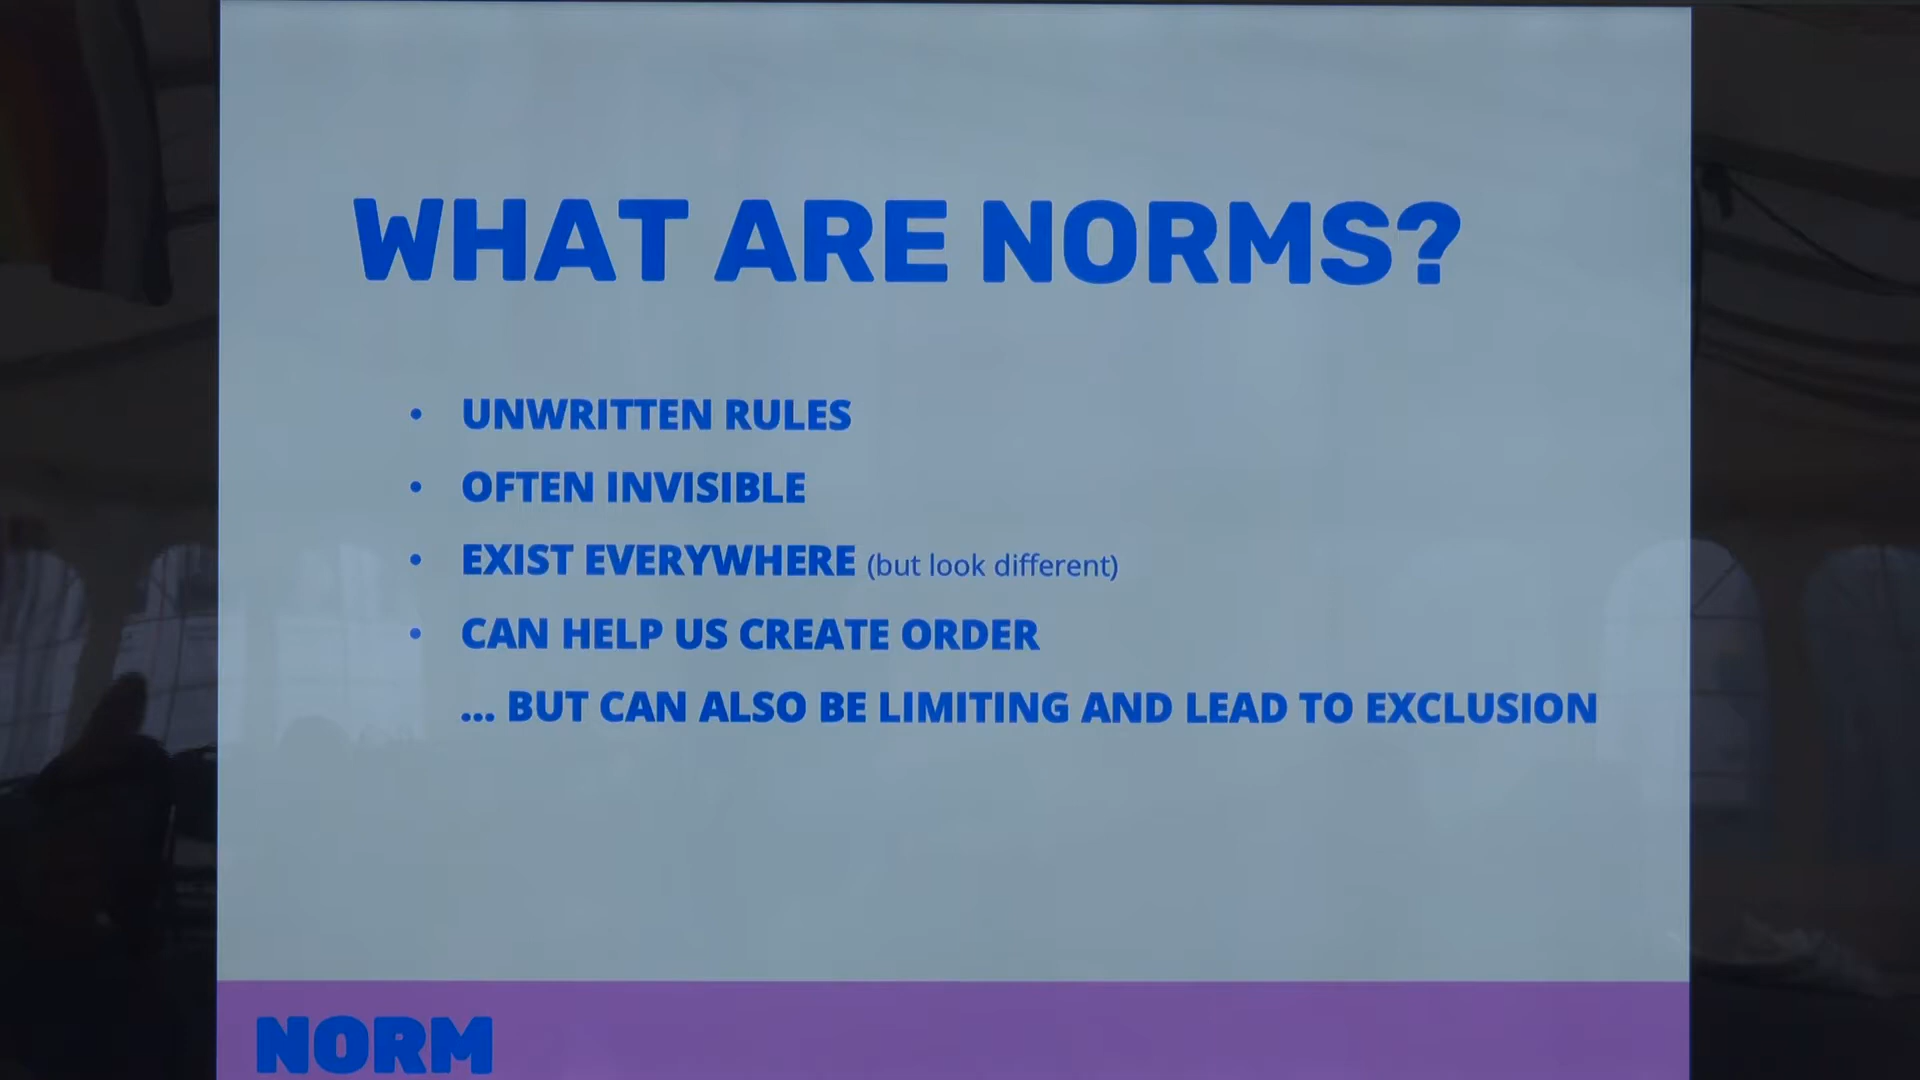 WHAT ARE NORMS?
• UNWRITTEN RULES
• OFTEN INVISIBLE
• EXIST EVERYWHERE (but look different)
• CAN HELP US CREATE ORDER
... BUT CAN ALSO BE LIMITING AND LEAD TO EXCLUSION
NORM